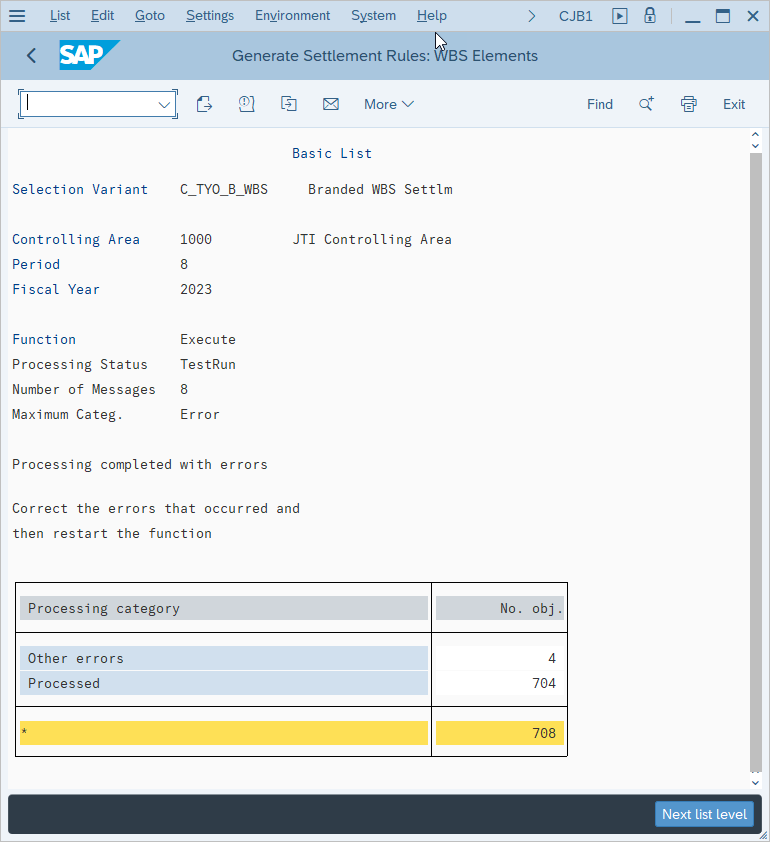 List Edit Goto Settings Environment System Help CJB1
SAP Generate Settlement Rules: WBS Elements
More Find Exit
Basic List
Selection Variant C_TYO_B_WBS Branded WBS Settlm
Controlling Area 1000 JTI Controlling Area
Period 8
Fiscal Year 2023
Function Execute
Processing Status TestRun
Number of Messages 8
Maximum Categ. Error
Processing completed with errors
Correct the errors that occurred and
then restart the function
Processing category No. obj.
Other errors 4
Processed 704
* 708
Next list level